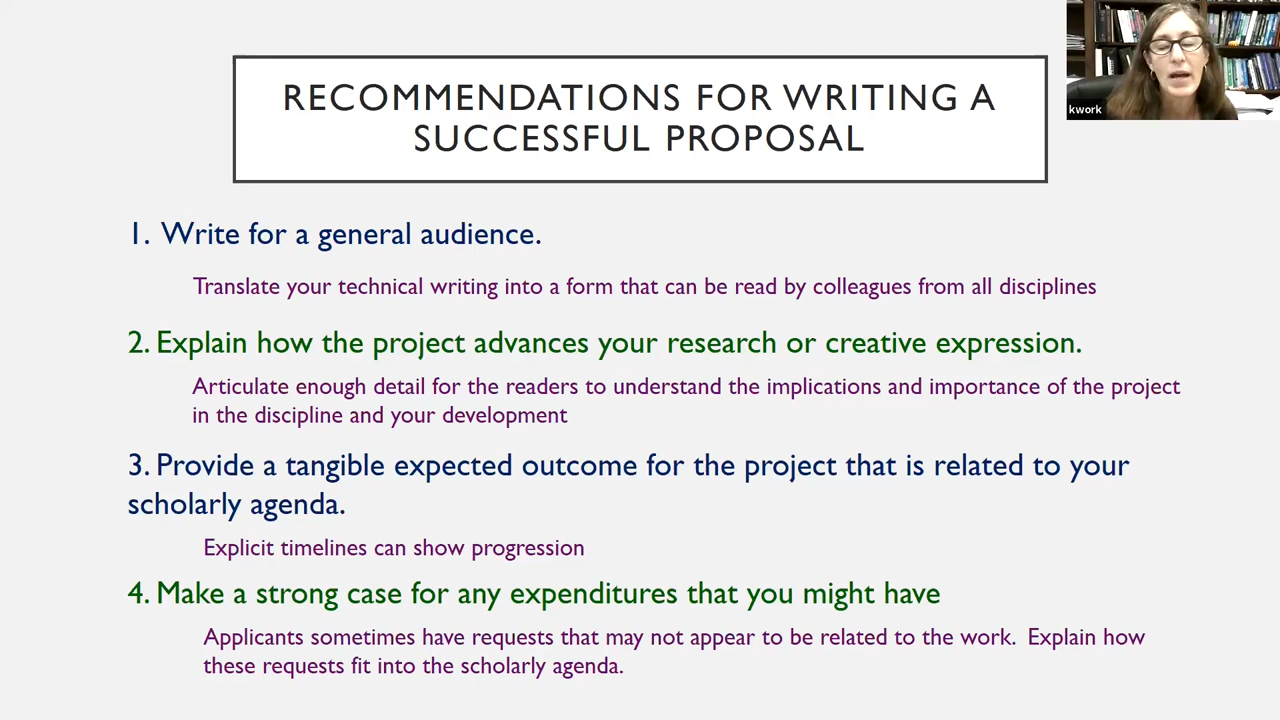 RECOMMENDATIONS FOR WRITING A
SUCCESSFUL PROPOSAL
kwork
1. Write for a general audience.
Translate your technical writing into a form that can be read by colleagues from all disciplines
2. Explain how the project advances your research or creative expression.
Articulate enough detail for the readers to understand the implications and importance of the project
in the discipline and your development
3. Provide a tangible expected outcome for the project that is related to your
scholarly agenda.
Explicit timelines can show progression
4. Make a strong case for any expenditures that you might have
Applicants sometimes have requests that may not appear to be related to the work.  Explain how
these requests fit into the scholarly agenda.